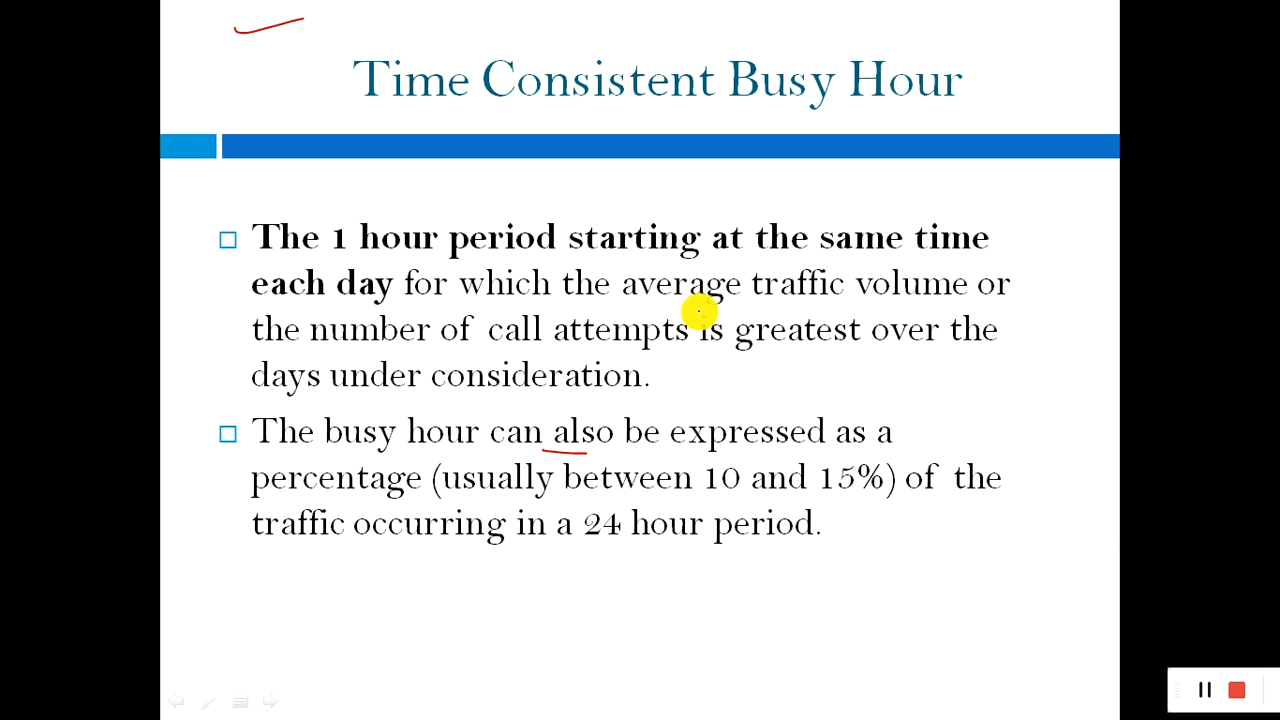 Time Consistent Busy Hour
The 1 hour period starting at the same time
each day for which the average traffic volume or
the number of call attempts is greatest over the
days under consideration.
The busy hour can also be expressed as a
percentage (usually between 10 and 15%) of the
traffic occurring in a 24 hour period.